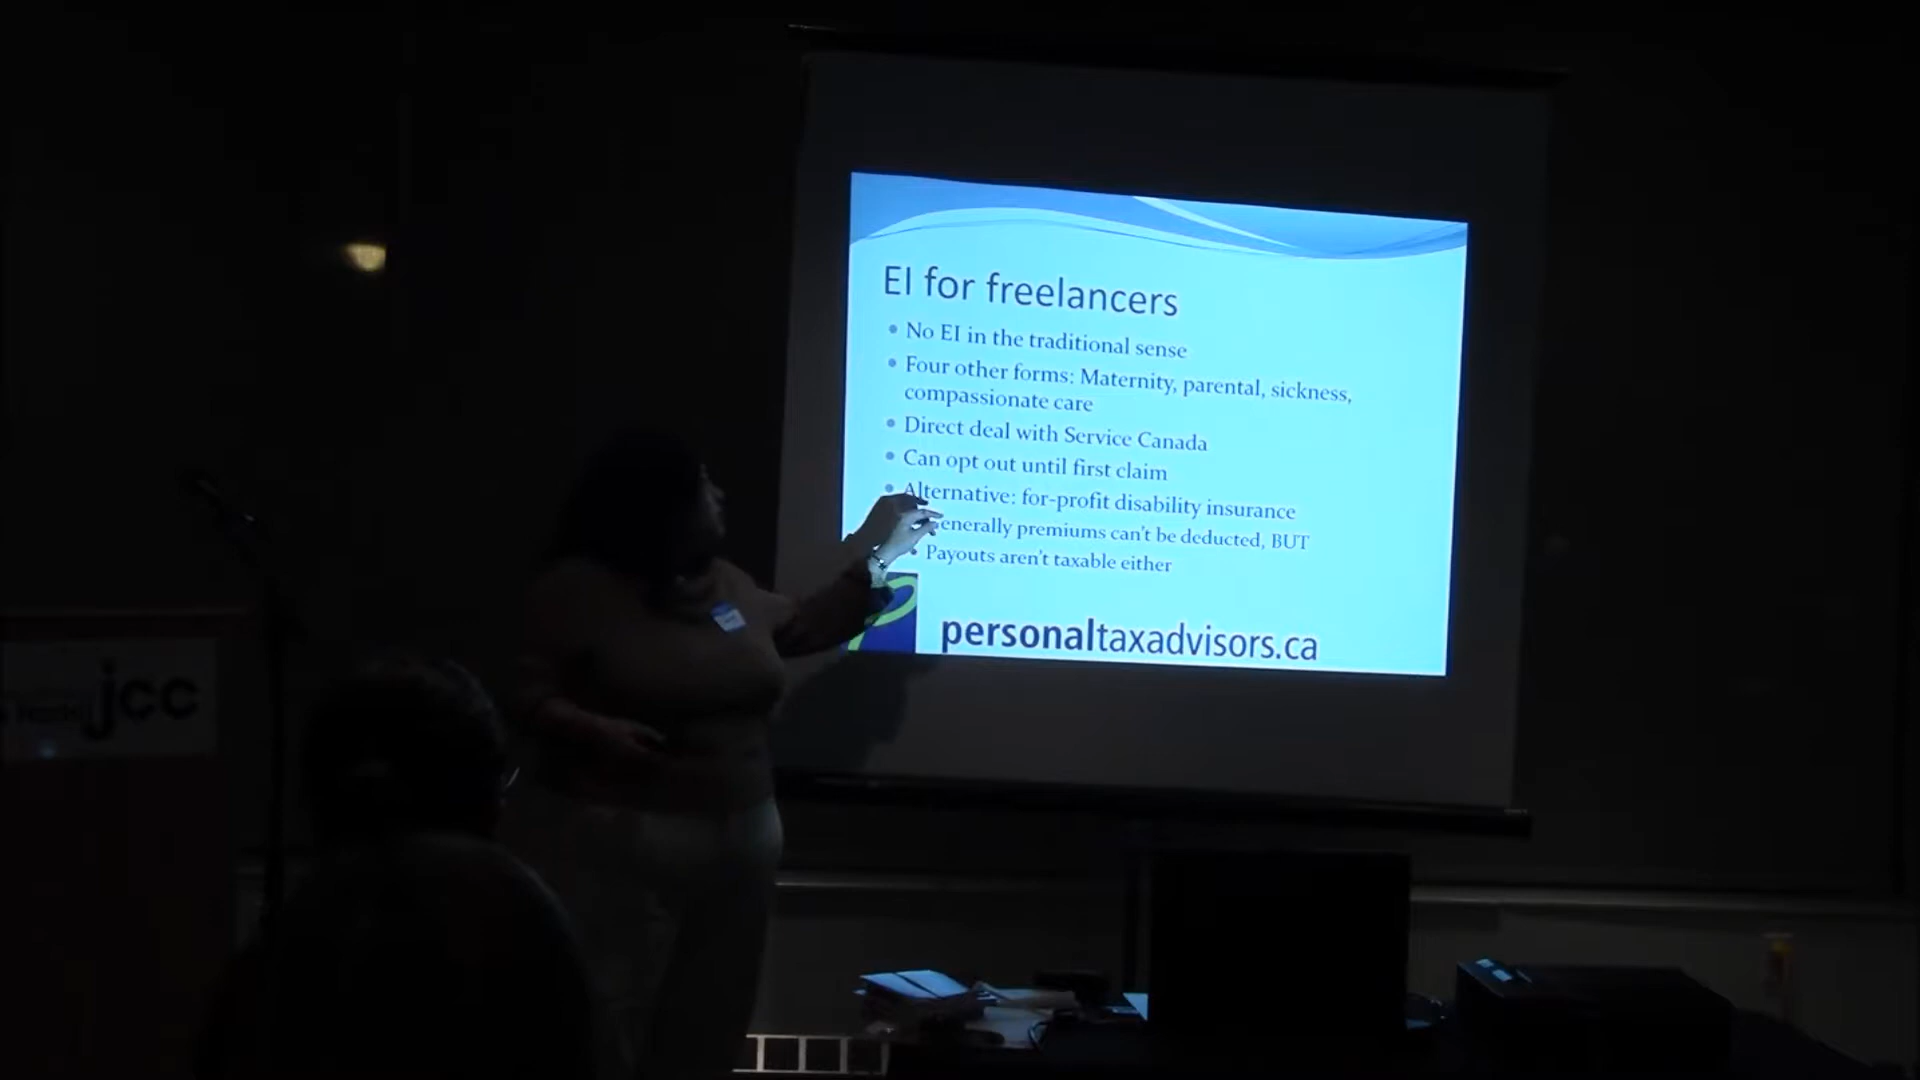 EI for freelancers
• No EI in the traditional sense
• Four other forms: Maternity, parental, sickness,
compassionate care
• Direct deal with Service Canada
• Can opt out until first claim
• Alternative: for-profit disability insurance
Generally premiums can't be deducted, BUT
• Payouts aren't taxable either
personaltaxadvisors.ca
jcc